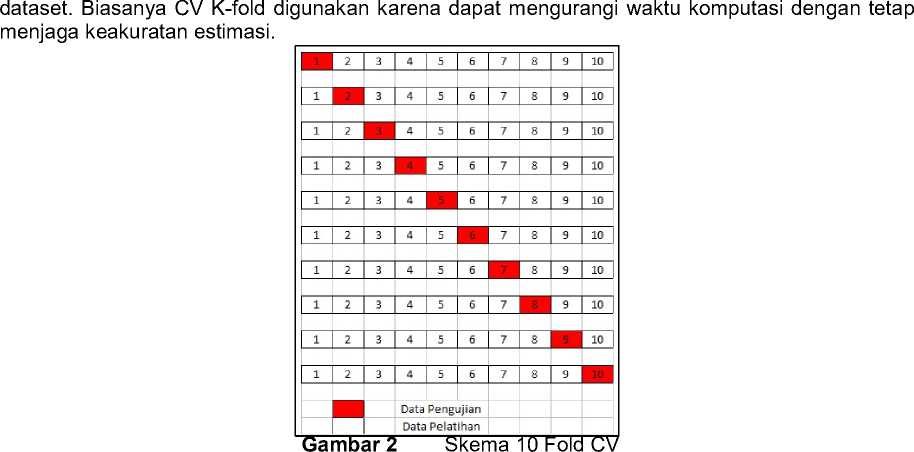 dataset. Biasanya CV K-fold digunakan karena dapat mengurangi waktu komputasi dengan tetap
menjaga keakuratan estimasi.
1 2 3 4 5 6 7 8 9 10
1 2 3 4 5 6 7 8 9 10
1 2 3 4 5 6 7 8 9 10
1 2 3 4 5 6 7 8 9 10
1 2 3 4 5 6 7 8 9 10
1 2 3 4 5 6 7 8 9 10
1 2 3 4 5 6 7 8 9 10
1 2 3 4 5 6 7 8 9 10
1 2 3 4 5 6 7 8 9 10
1 2 3 4 5 6 7 8 9 10
Data Pengujian
Data Pelatihan
Gambar 2 Skema 10 Fold CV